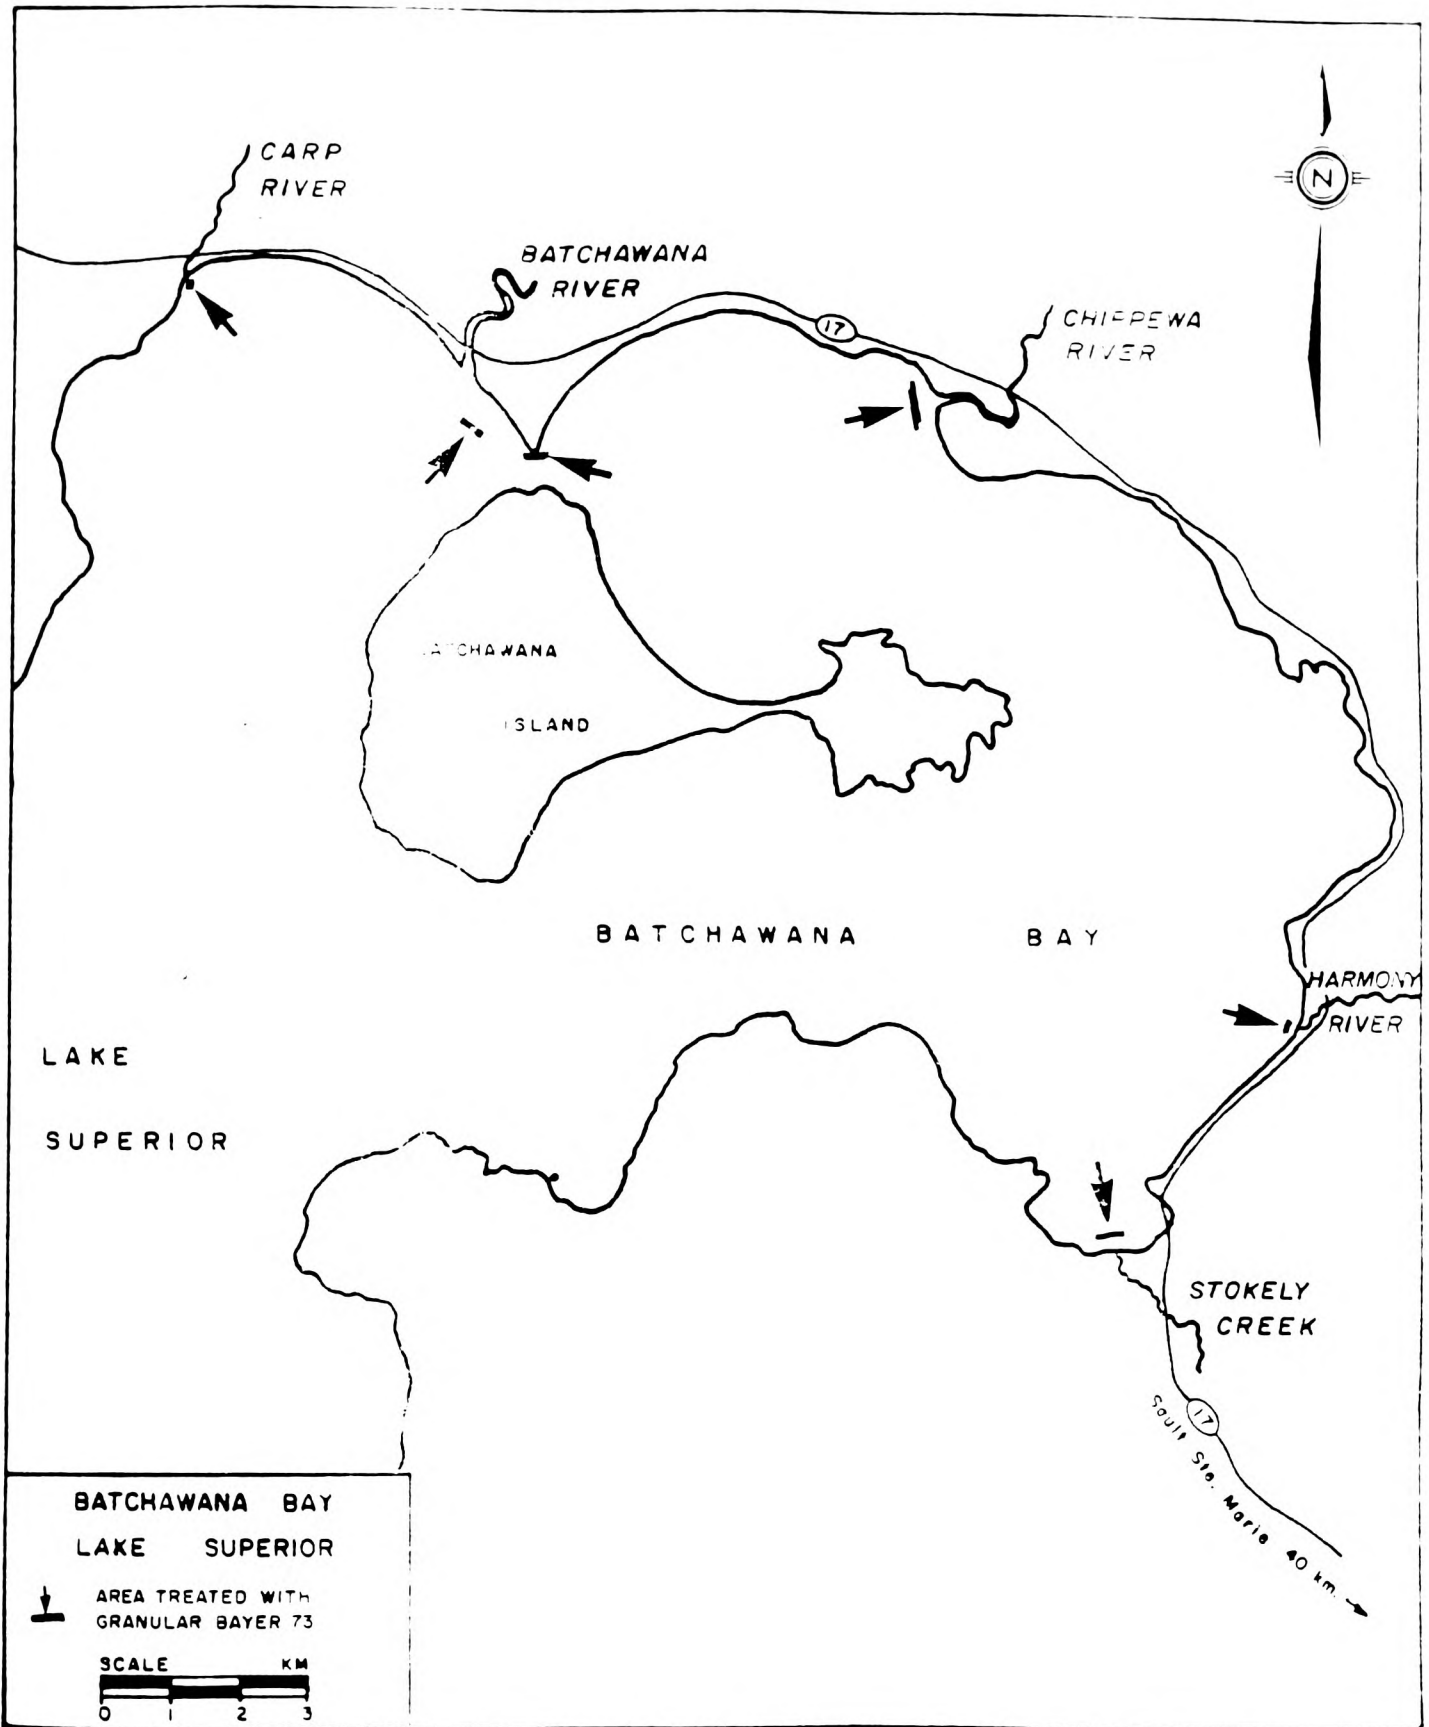 CARP
RIVER
N
BATCHAWANA
RIVER
17
CHIPPEWA
RIVER
BATCHAWANA
ISLAND
BATCHAWANA BAY
HARMONY
RIVER
LAKE
SUPERIOR
STOKELY
CREEK
17
Sault Ste. Marie 40 km.
BATCHAWANA BAY
LAKE SUPERIOR
AREA TREATED WITH
GRANULAR BAYER 73
SCALE KM
0 1 2 3